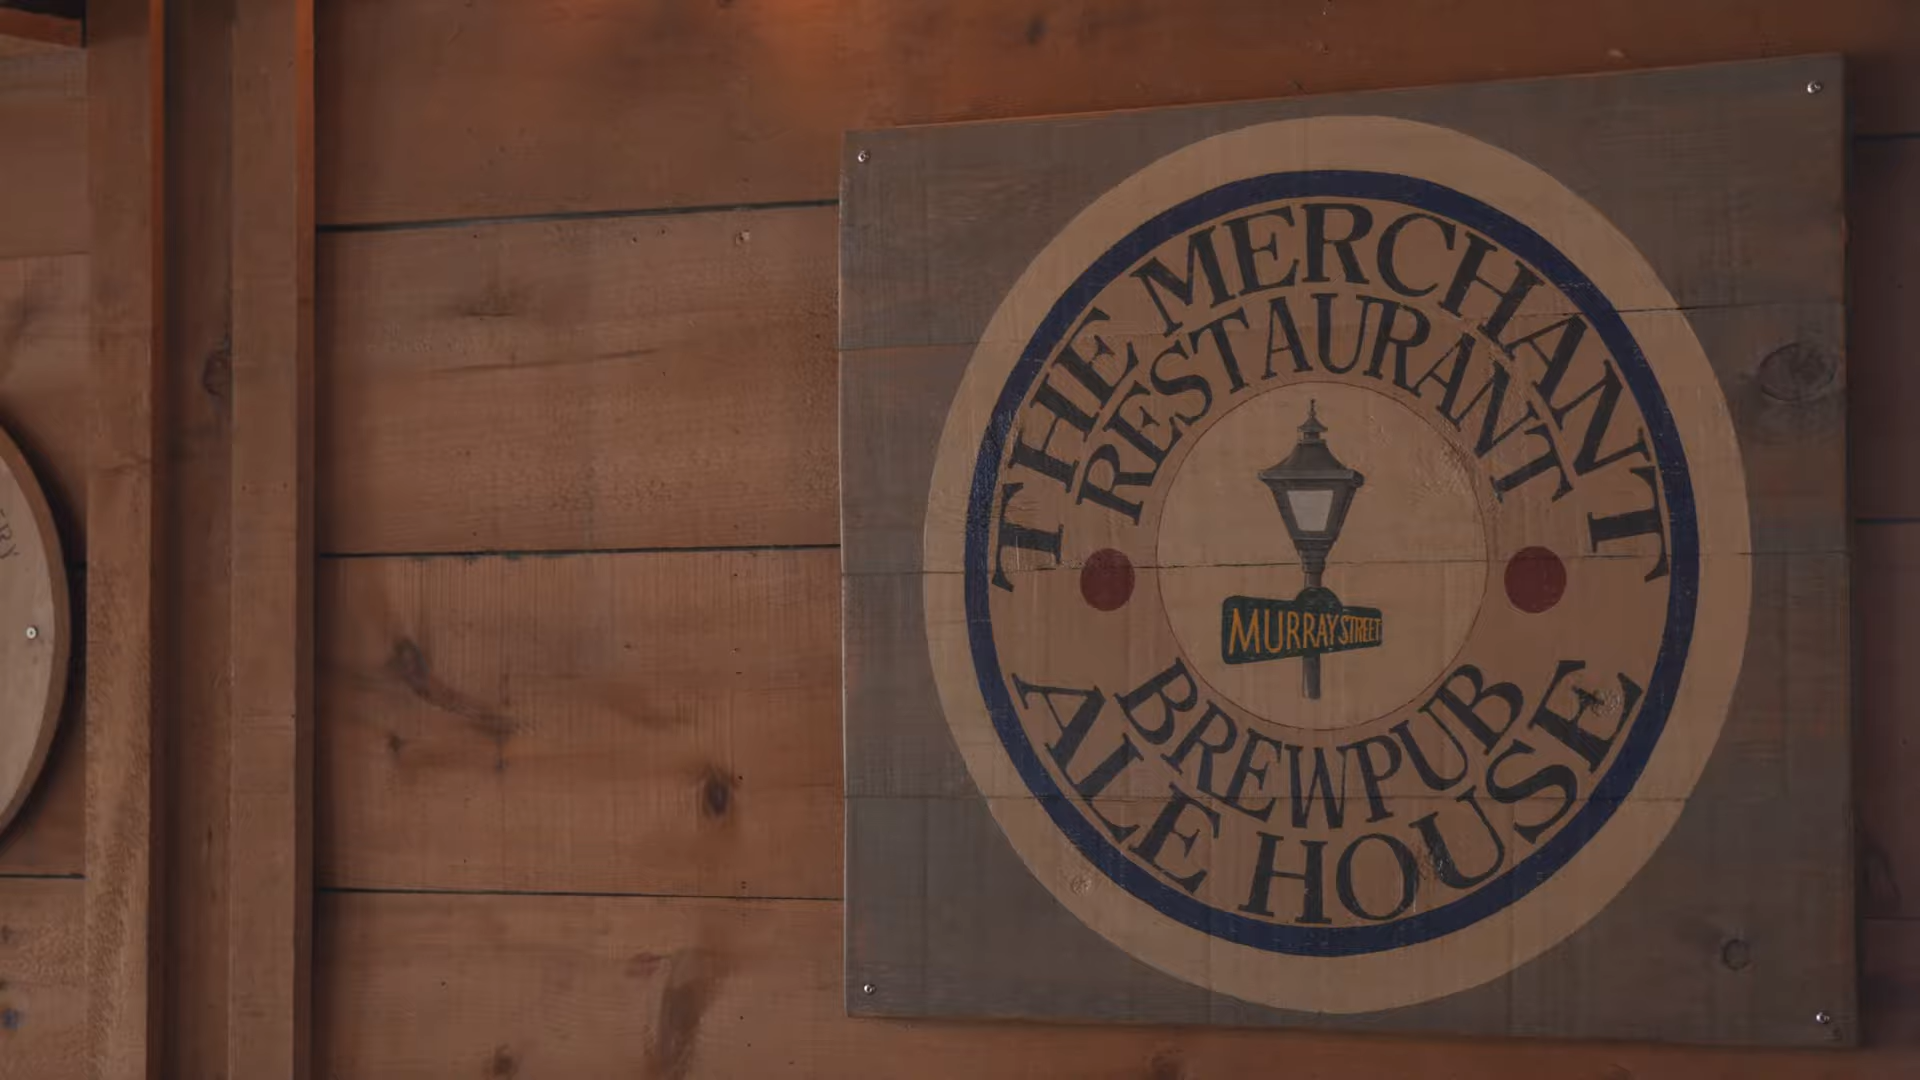 THE MERCHANT
RESTAURANT
MURRAY STREET
BREWPUB
ALE HOUSE